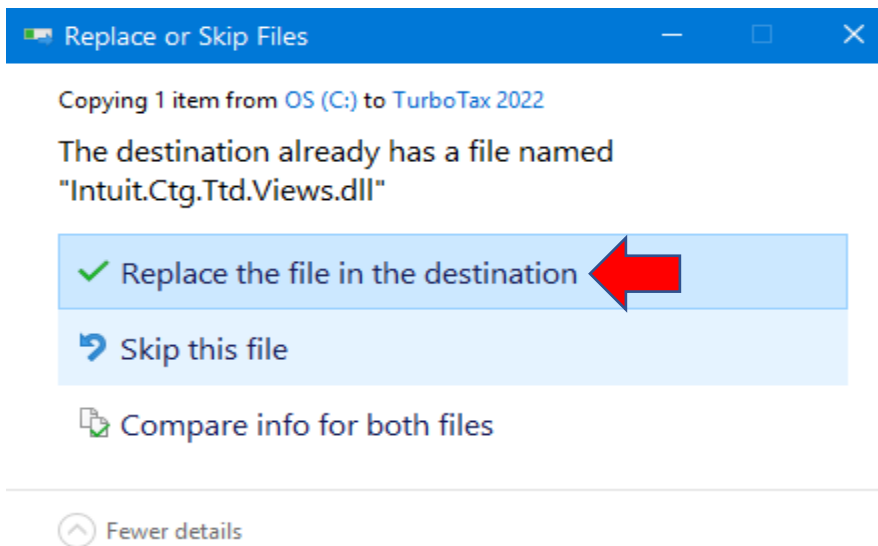 Replace or Skip Files
Copying 1 item from OS (C:) to TurboTax 2022
The destination already has a file named
"Intuit.Ctg.Ttd.Views.dll"
Replace the file in the destination
Skip this file
Compare info for both files
Fewer details